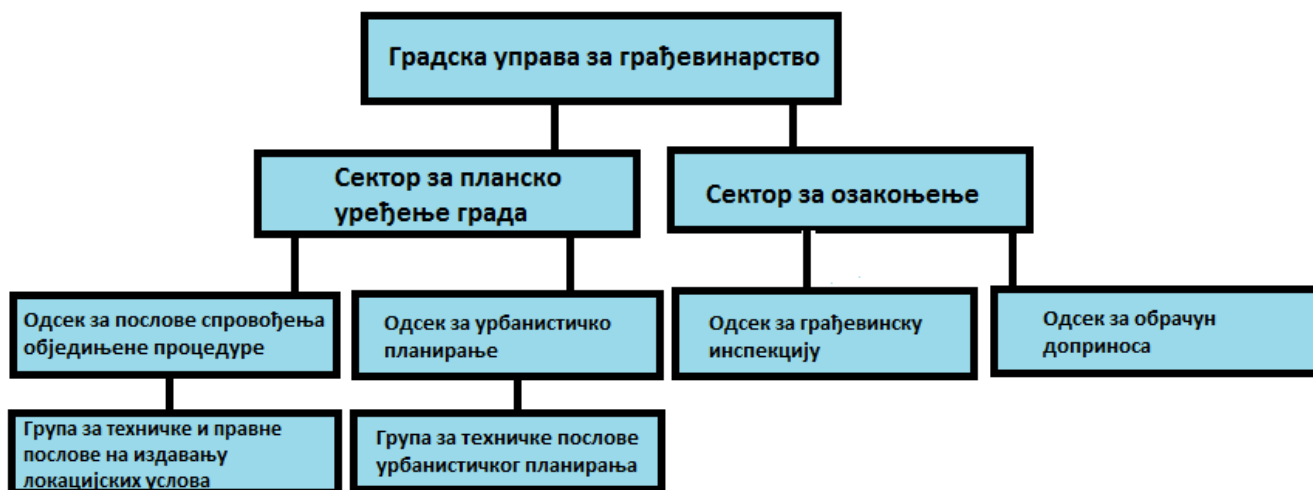 Градска управа за грађевинарство
Сектор за планско
уређење града
Сектор за озакоњење
Одсек за послове спровођења
обједињене процедуре
Одсек за урбанистичко
планирање
Одсек за грађевинску
инспекцију
Одсек за обрачун
доприноса
Група за техничке и правне
послове на издавању
локацијских услова
Група за техничке послове
урбанистичког планирања